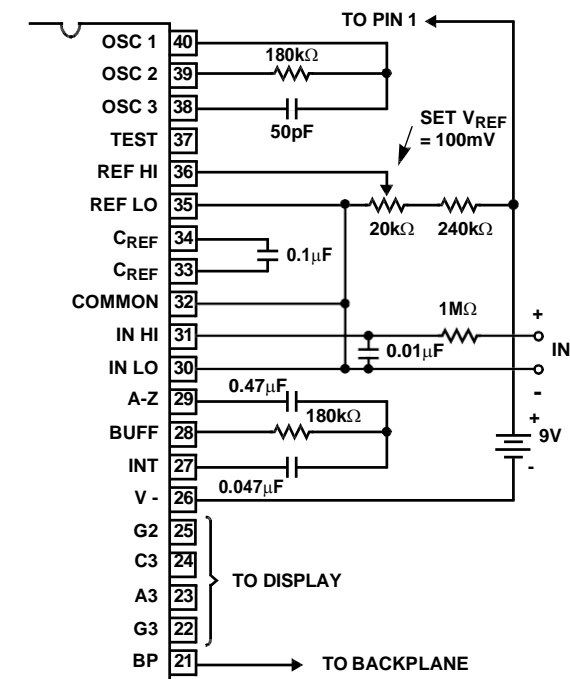 TO PIN 1
OSC 1 40
180kΩ
OSC 2 39
OSC 3 38
50pF
TEST 37
SET VREF
= 100mV
REF HI 36
REF LO 35
20kΩ 240kΩ
CREF 34
0.1µF
CREF 33
COMMON 32
1MΩ
+
IN HI 31
IN
0.01µF
IN LO 30
-
0.47µF
A-Z 29
180kΩ
+
BUFF 28
9V
INT 27
-
0.047µF
V - 26
G2 25
C3 24
TO DISPLAY
A3 23
G3 22
BP 21
TO BACKPLANE